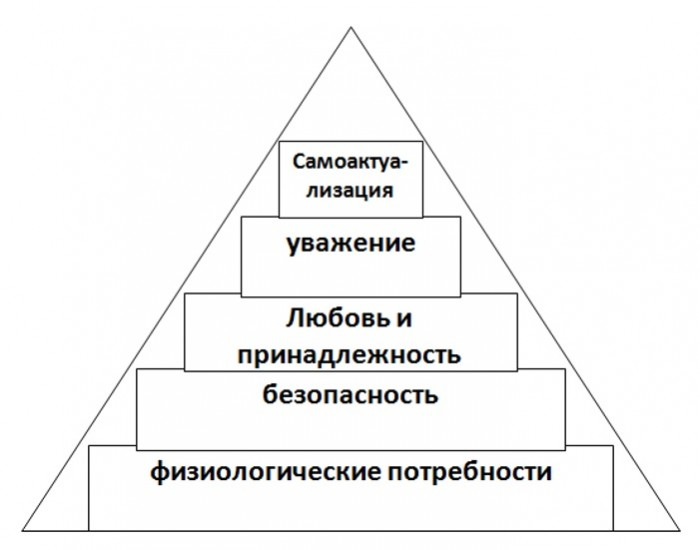 Самоактуа-
лизация
уважение
Любовь и
принадлежность
безопасность
физиологические потребности